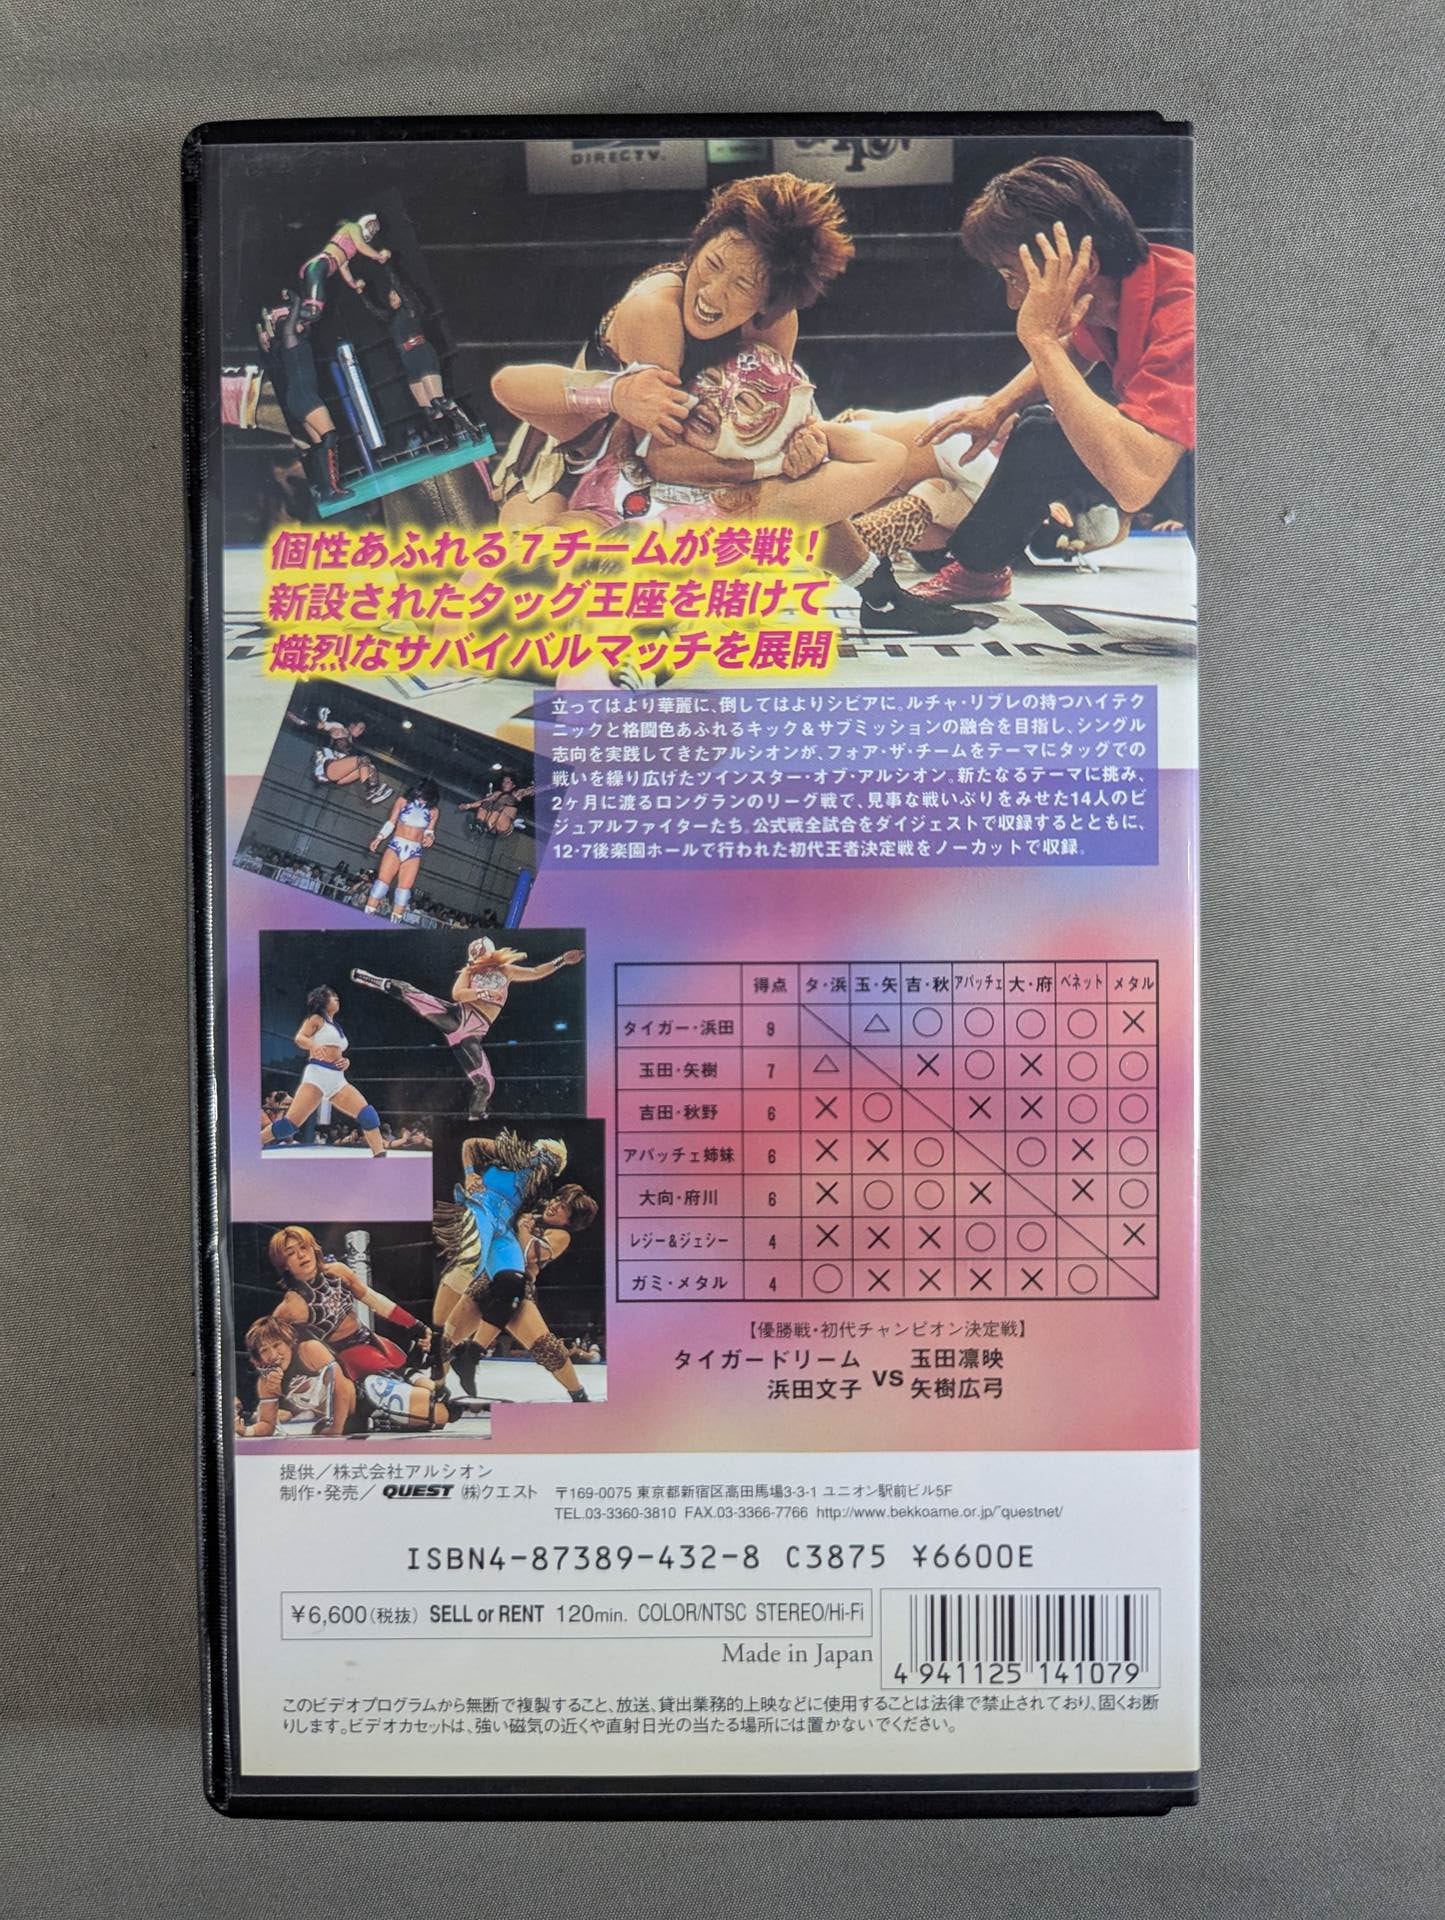 DIRECTV.
個性あふれる7チームが参戦!
新設されたタッグ王座を賭けて
熾烈なサバイバルマッチを展開
HTING
立ってはより華麗に、倒してはよりシビアに。ルチャ・リブレの持つハイテク
ニックと格闘色あふれるキック&サブミッションの融合を目指し、シングル
志向を実践してきたアルシオンが、フォア・ザ・チームをテーマにタッグでの
戦いを繰り広げたツインスター・オブ・アルシオン。新たなるテーマに挑み、
2ヶ月に渡るロングランのリーグ戦で、見事な戦いぶりをみせた14人のビ
ジュアルファイターたち。公式戦全試合をダイジェストで収録するとともに、
12・7後楽園ホールで行われた初代王者決定戦をノーカットで収録。
得点 タ・浜 玉・矢 吉・秋 アパッチェ 大・府 ベネット メタル
タイガー・浜田 9 △ ○ ○ ○ ○ ×
玉田・矢樹 7 △ × ○ × ○ ○
吉田・秋野 6 × ○ × × ○ ○
アパッチェ姉妹 6 × × ○ ○ × ○
大向・府川 6 × ○ ○ × × ○
レジー&ジェシー 4 × × × ○ ○ ×
ガミ・メタル 4 ○ × × × × ○
【優勝戦・初代チャンピオン決定戦】
タイガードリーム 玉田凛映
浜田文子 VS 矢樹広弓
提供/株式会社アルシオン
制作・発売/ QUEST (株)クエスト 〒169-0075 東京都新宿区高田馬場3-3-1 ユニオン駅前ビル5F
TEL.03-3360-3810 FAX.03-3366-7766 http://www.bekkoame.or.jp/~questnet/
ISBN4-87389-432-8 C3875 ¥6600E
¥6,600(税抜) SELL or RENT 120min. COLOR/NTSC STEREO/Hi-Fi
Made in Japan
4 941125 141079
このビデオプログラムから無断で複製すること、放送、貸出業務的上映などに使用することは法律で禁止されており、固くお断
りします。ビデオカセットは、強い磁気の近くや直射日光の当たる場所には置かないでください。